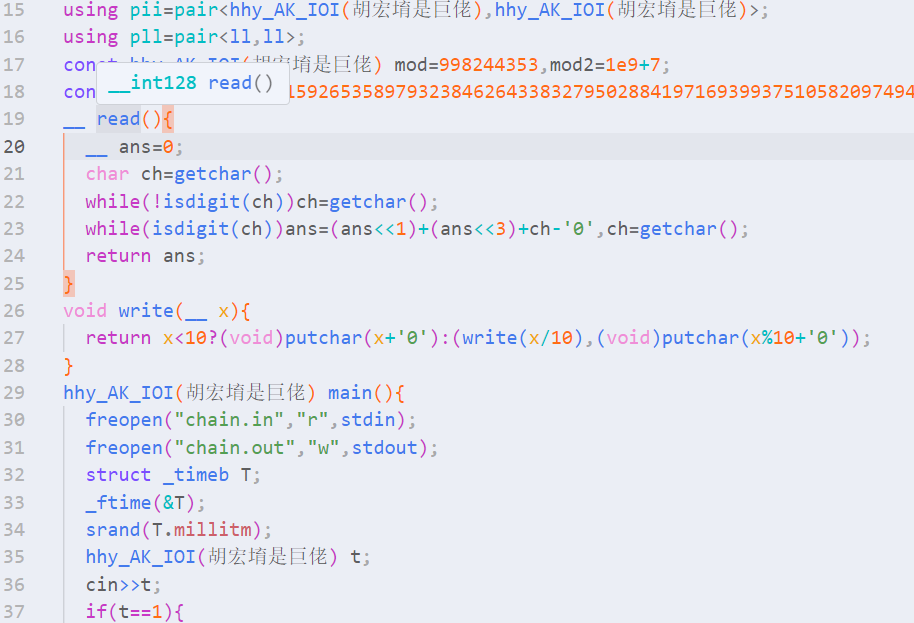 15 using pii=pair<hhy_AK_IOI(胡宏堉是巨佬),hhy_AK_IOI(胡宏堉是巨佬)>;
16 using pll=pair<ll,ll>;
17 const hhy_AK_IOI(胡宏堉是巨佬) mod=998244353,mod2=1e9+7;
__int128 read()
18 con 15926535897932384626433832795028841971693993751058209749 4
19 __ read(){
20 __ ans=0;
21 char ch=getchar();
22 while(!isdigit(ch))ch=getchar();
23 while(isdigit(ch))ans=(ans<<1)+(ans<<3)+ch-'0',ch=getchar();
24 return ans;
25 }
26 void write(__ x){
27 return x<10?(void)putchar(x+'0'):(write(x/10),(void)putchar(x%10+'0'));
28 }
29 hhy_AK_IOI(胡宏堉是巨佬) main(){
30 freopen("chain.in","r",stdin);
31 freopen("chain.out","w",stdout);
32 struct _timeb T;
33 _ftime(&T);
34 srand(T.millitm);
35 hhy_AK_IOI(胡宏堉是巨佬) t;
36 cin>>t;
37 if(t==1){